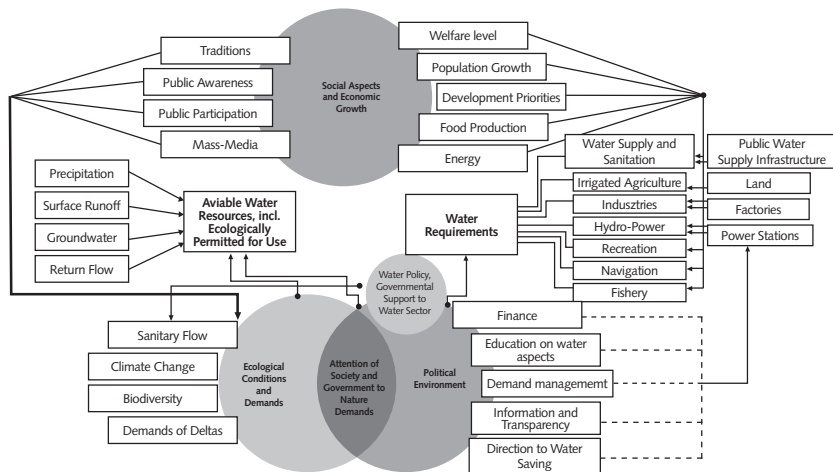 Traditions
Public Awareness
Public Participation
Mass-Media
Social Aspects
and Economic
Growth
Welfare level
Population Growth
Development Priorities
Food Production
Energy
Water Supply and
Sanitation
Public Water
Supply Infrastructure
Irrigated Agriculture
Land
Indusztries
Factories
Hydro-Power
Power Stations
Recreation
Navigation
Fishery
Precipitation
Surface Runoff
Groundwater
Return Flow
Aviable Water
Resources, incl.
Ecologically
Permitted for Use
Water
Requirements
Water Policy,
Governmental
Support to
Water Sector
Sanitary Flow
Climate Change
Biodiversity
Demands of Deltas
Ecological
Conditions
and
Demands
Attention of
Society and
Government to
Nature
Demands
Political
Environment
Finance
Education on water
aspects
Demand managememt
Information and
Transparency
Direction to Water
Saving